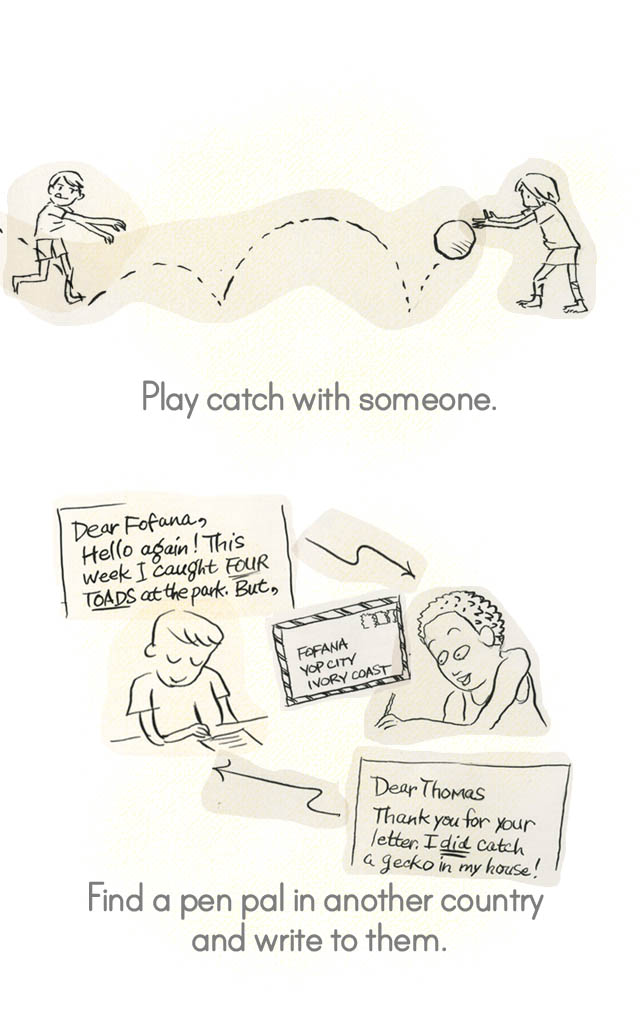 Play catch with someone.
Dear Fofana,
Hello again! This
week I caught FOUR
TOADS at the park. But,
FOFANA
YOP CITY
IVORY COAST
Dear Thomas
Thank you for your
letter. I did catch
a gecko in my house!
Find a pen pal in another country
and write to them.